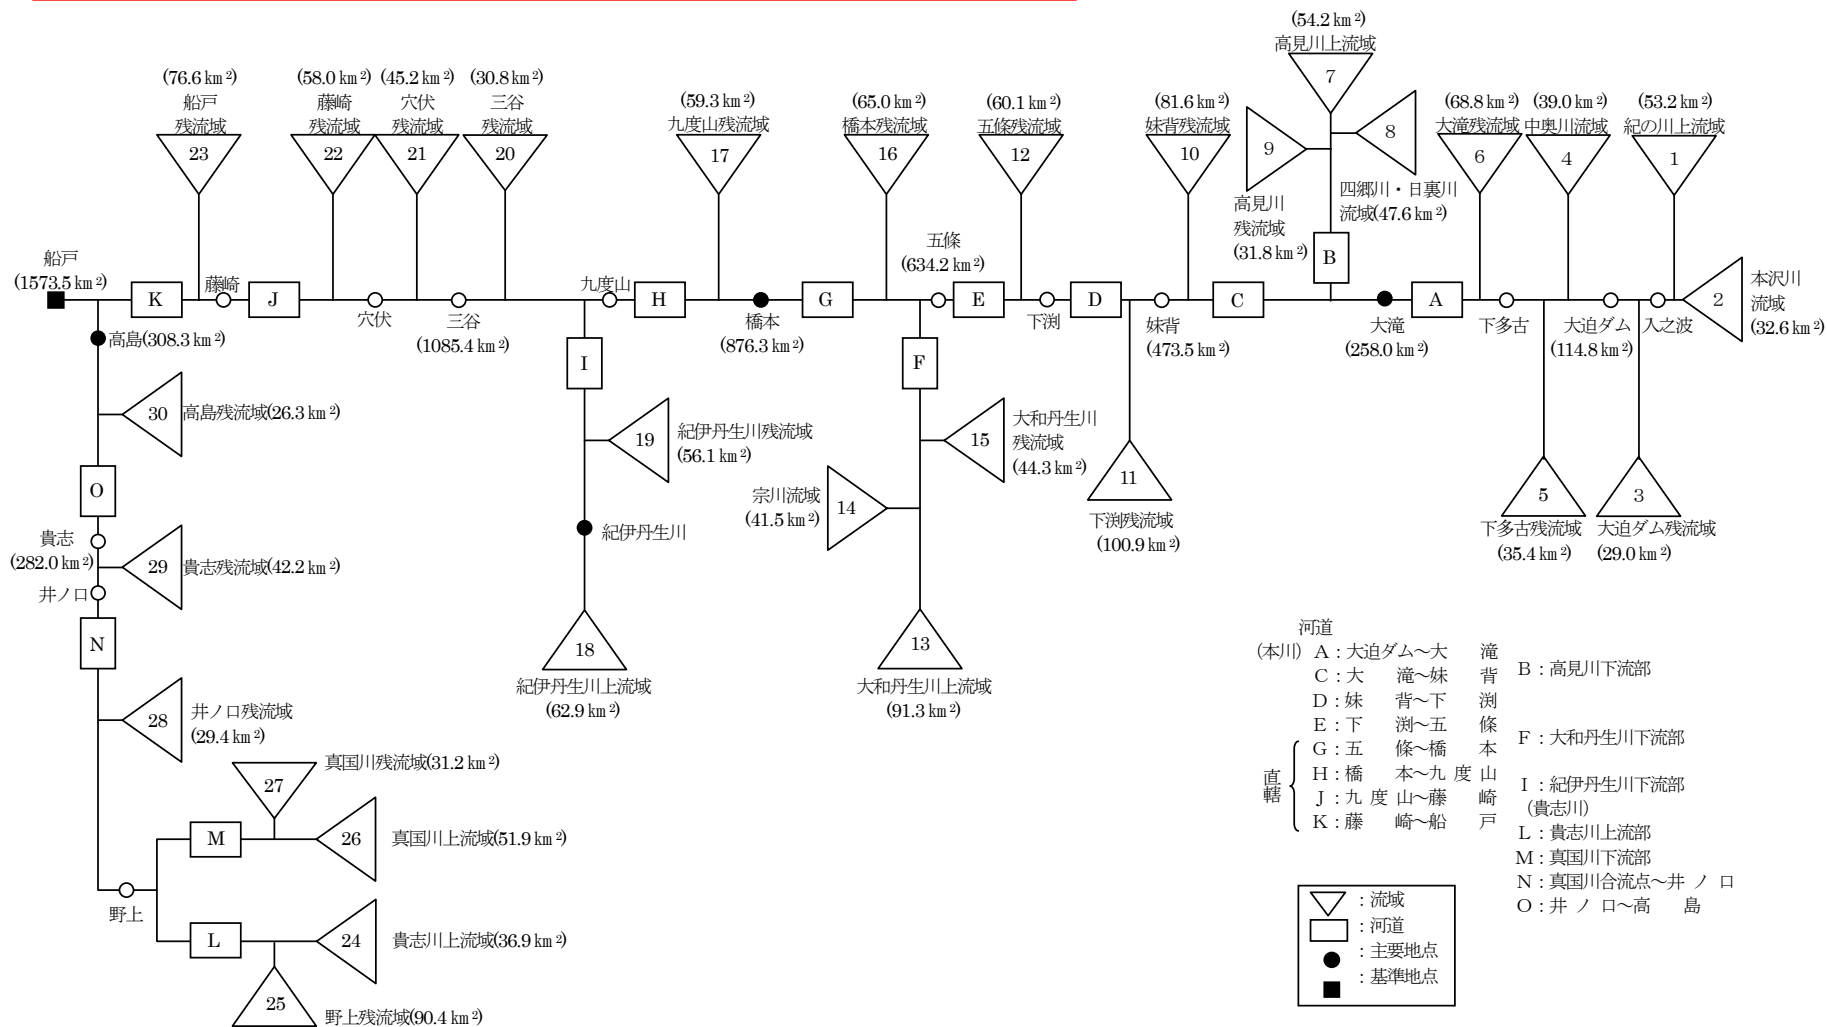 (54.2㎢)
高見川上流域
7
(76.6㎢)
船戸
残流域
23
(58.0㎢)
藤崎
残流域
22
(45.2㎢)
穴伏
残流域
21
(30.8㎢)
三谷
残流域
20
(59.3㎢)
九度山残流域
17
(65.0㎢)
橋本残流域
16
(60.1㎢)
五條残流域
12
(81.6㎢)
妹背残流域
10
9
高見川
残流域
(31.8㎢)
8
四郷川・日裏川
流域(47.6㎢)
(68.8㎢)
大滝残流域
6
(39.0㎢)
中奥川流域
4
(53.2㎢)
紀の川上流域
1
船戸
(1573.5㎢)
K
藤崎
J
穴伏
三谷
(1085.4㎢)
九度山
H
橋本
(876.3㎢)
G
五條
(634.2㎢)
E
下渕
D
妹背
(473.5㎢)
C
B
大滝
(258.0㎢)
A
下多古
大迫ダム
(114.8㎢)
入之波
2
本沢川
流域
(32.6㎢)
高島(308.3㎢)
30
高島残流域(26.3㎢)
O
貴志
(282.0㎢)
29
貴志残流域(42.2㎢)
井ノ口
N
28
井ノ口残流域
(29.4㎢)
I
19
紀伊丹生川残流域
(56.1㎢)
紀伊丹生川
18
紀伊丹生川上流域
(62.9㎢)
F
15
大和丹生川
残流域
(44.3㎢)
宗川流域
(41.5㎢)
14
13
大和丹生川上流域
(91.3㎢)
11
下渕残流域
(100.9㎢)
5
下多古残流域
(35.4㎢)
3
大迫ダム残流域
(29.0㎢)
27
真国川残流域(31.2㎢)
M
26
真国川上流域(51.9㎢)
野上
L
24
貴志川上流域(36.9㎢)
25
野上残流域(90.4㎢)
河道
(本川) A：大迫ダム～大　滝
C：大　滝～妹　背
D：妹　背～下　渕
E：下　渕～五　條
直轄
G：五　條～橋　本
H：橋　本～九 度 山
J：九 度 山～藤　崎
K：藤　崎～船　戸
B：高見川下流部
F：大和丹生川下流部
I：紀伊丹生川下流部
(貴志川)
L：貴志川上流部
M：真国川下流部
N：真国川合流点～井 ノ 口
O：井 ノ 口～高　島
：流域
：河道
：主要地点
：基準地点